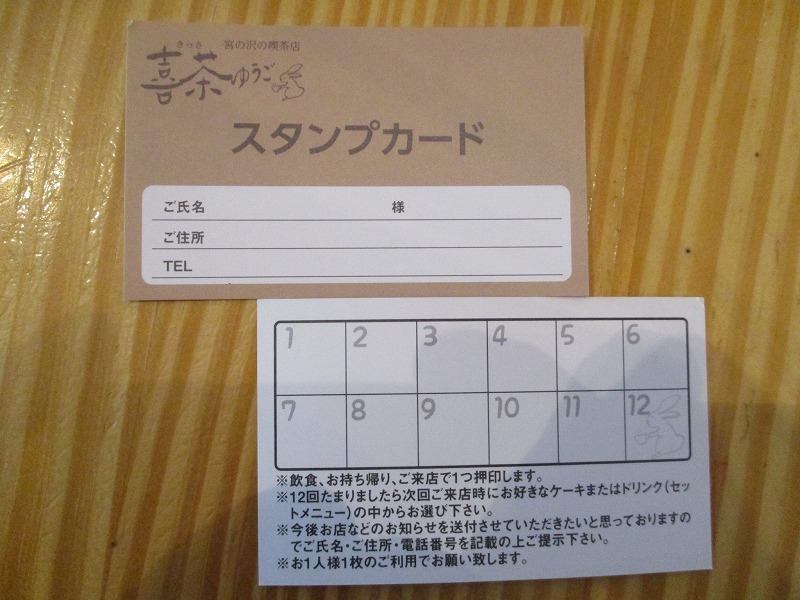 きっさ 宮の沢の喫茶店
喜茶ゆうご
スタンプカード
ご氏名 様
ご住所
TEL
1 2 3 4 5 6
7 8 9 10 11 12
※飲食、お持ち帰り、ご来店で1つ押印します。
※12回たまりましたら次回ご来店時にお好きなケーキまたはドリンク(セッ
トメニュー)の中からお選び下さい。
※今後お店などのお知らせを送付させていただきたいと思っておりますの
でご氏名・ご住所・電話番号を記載の上ご提示下さい。
※お1人様1枚のご利用でお願い致します。